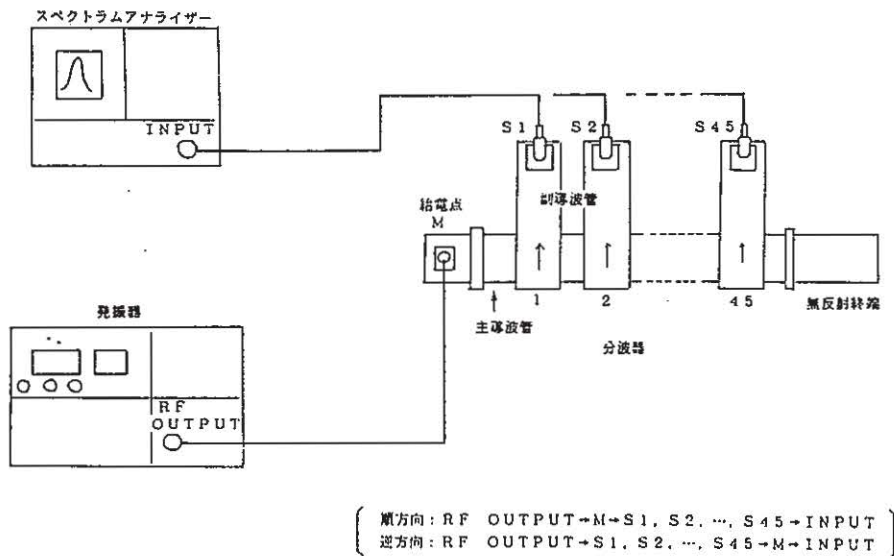 スペクトラムアナライザー
INPUT
S1 S2 S45
給電点
M
副導波管
1 2 45
主導波管
無反射終端
分波器
発振器
RF
OUTPUT
順方向:RF OUTPUT→M→S1, S2, …, S45→INPUT
逆方向:RF OUTPUT→S1, S2, …, S45→M→INPUT